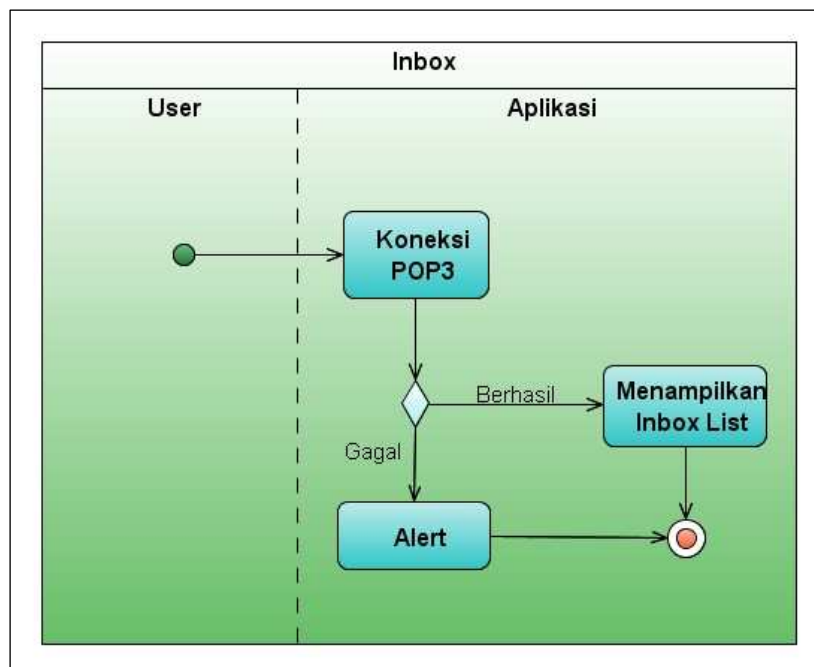 Inbox
User
Aplikasi
Koneksi
POP3
Berhasil
Menampilkan
Inbox List
Gagal
Alert